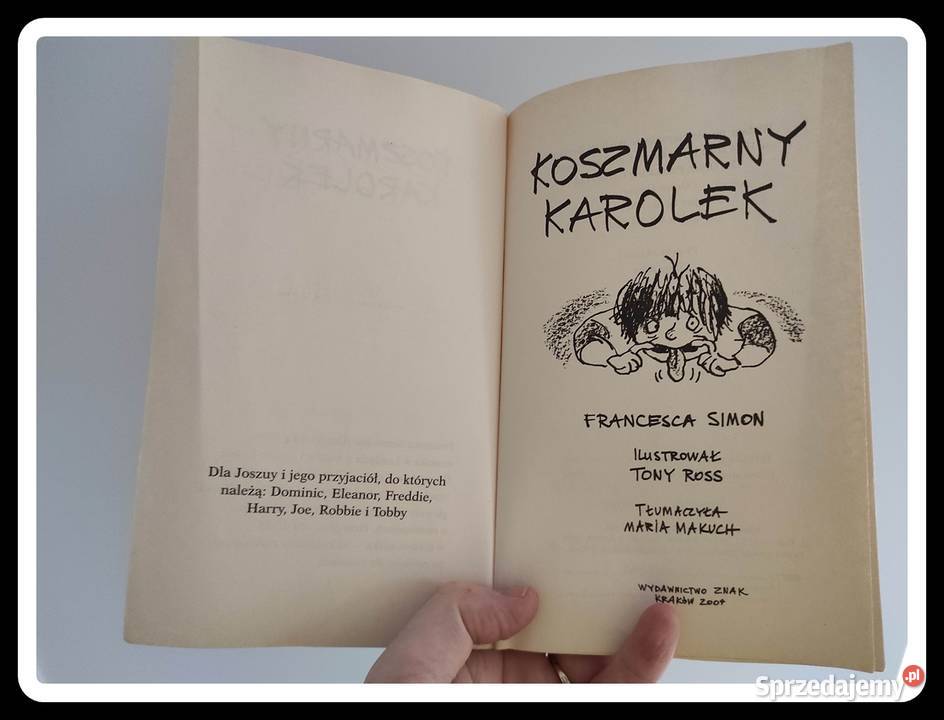 Dla Joszuy i jego przyjaciół, do których
należą: Dominic, Eleanor, Freddie,
Harry, Joe, Robbie i Tobby
KOSZMARNY
KAROLEK
FRANCESCA SIMON
ILUSTROWAŁ
TONY ROSS
TŁUMACZYŁA
MARIA MAKUCH
WYDAWNICTWO ZNAK
KRAKÓW 2004
Sprzedajemy.pl